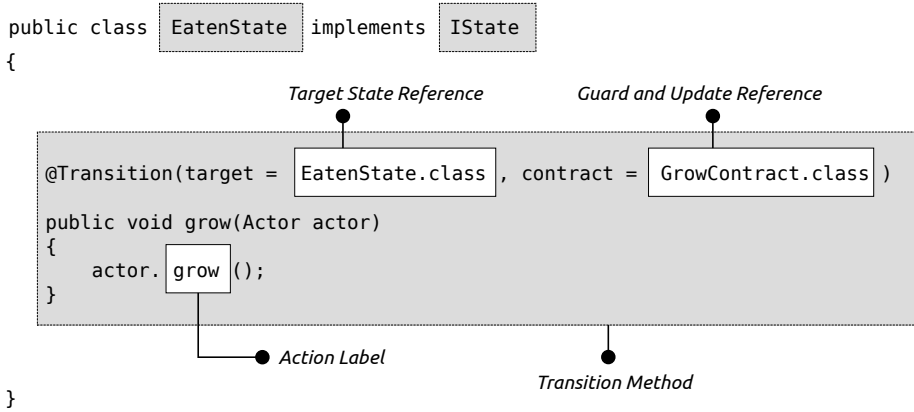 public class EatenState implements IState
{
Target State Reference Guard and Update Reference
@Transition(target = EatenState.class, contract = GrowContract.class)
public void grow(Actor actor)
{
actor.grow();
}
Action Label
Transition Method
}